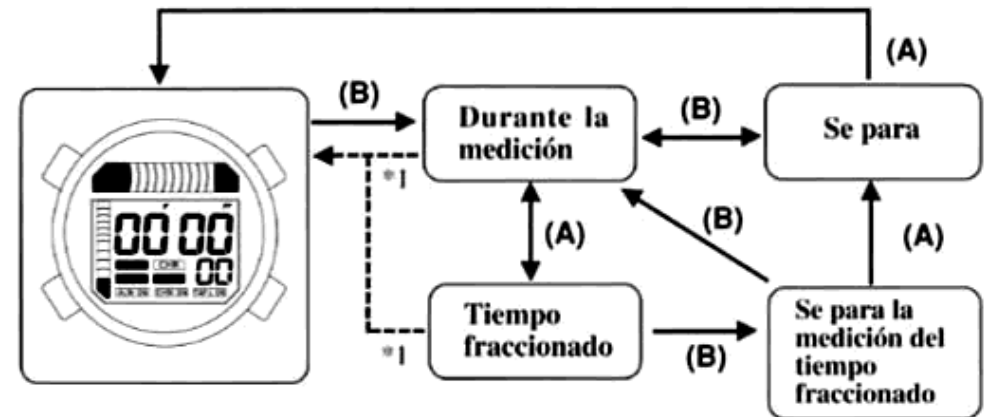 (A)
(B)
Durante la
medición
(B)
Se para
*1
00 00
CHR
00
(A)
(B)
(A)
Tiempo
fraccionado
*1
(B)
Se para la
medición del
tiempo
fraccionado